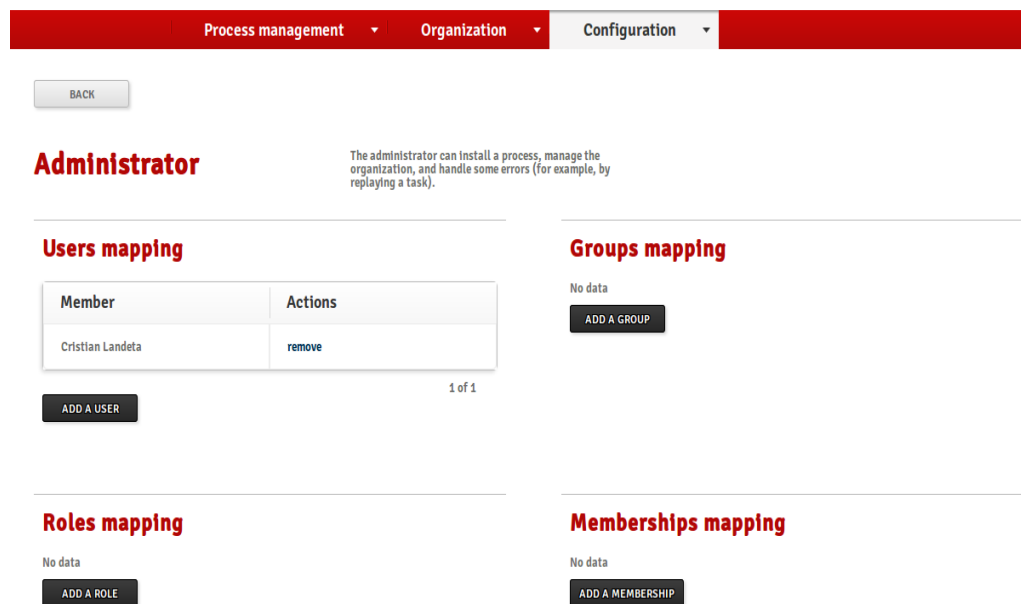 Process management
Organization
Configuration
BACK
Administrator
The administrator can install a process, manage the
organization, and handle some errors (for example, by
replaying a task).
Users mapping
Member Actions
Cristian Landeta remove
1 of 1
ADD A USER
Groups mapping
No data
ADD A GROUP
Roles mapping
No data
ADD A ROLE
Memberships mapping
No data
ADD A MEMBERSHIP